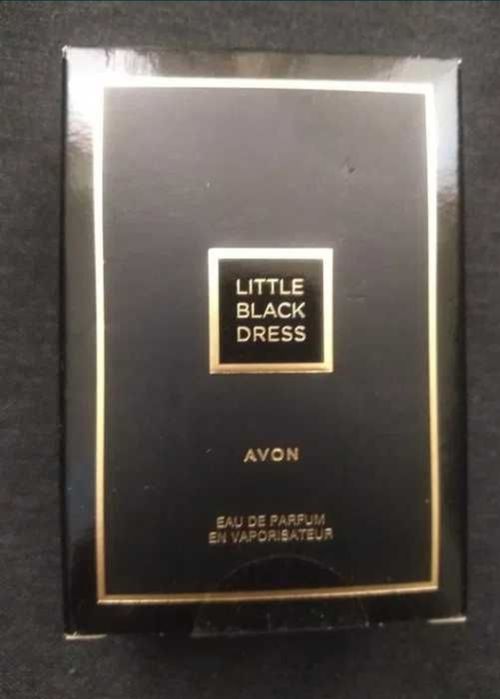 LITTLE
BLACK
DRESS
AVON
EAU DE PARFUM
EN VAPORISATEUR